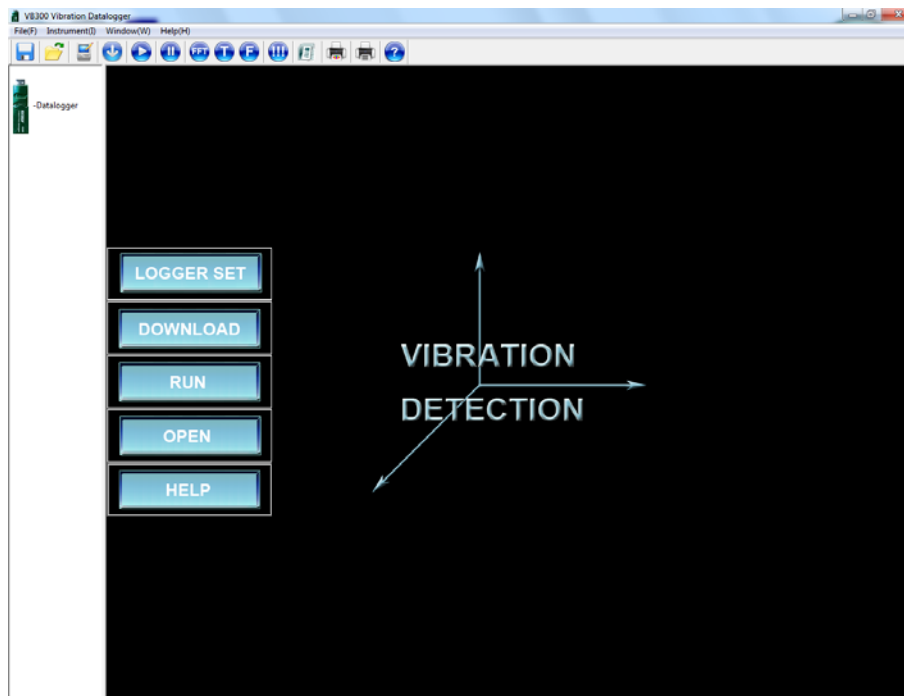 VB300 Vibration Datalogger
File(F) Instrument(I) Window(W) Help(H)
FFT T F
-Datalogger
LOGGER SET
DOWNLOAD
RUN
OPEN
HELP
VIBRATION
DETECTION